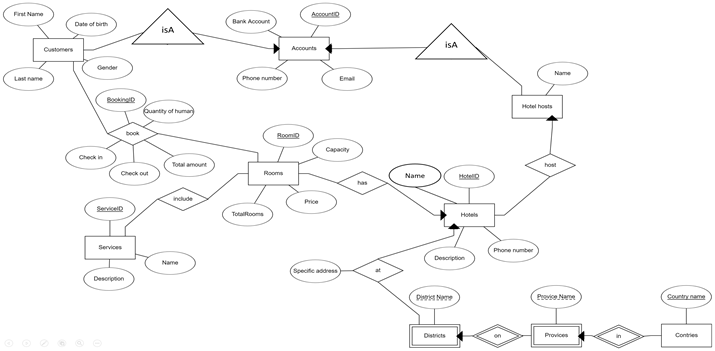 First Name
Date of birth
isA
Bank Account
AccountID
isA
Customers
Accounts
Last name
Gender
Phone number
Email
Name
Hotel hosts
BookingID
Quantity of human
book
Check in
Check out
Total amount
RoomID
Capacity
Rooms
TotalRooms
Price
has
Name
HotelID
host
include
ServiceID
Services
Description
Name
Hotels
Description
Phone number
Specific address
at
District Name
Provice Name
Country name
Districts
on
Provices
in
Contries